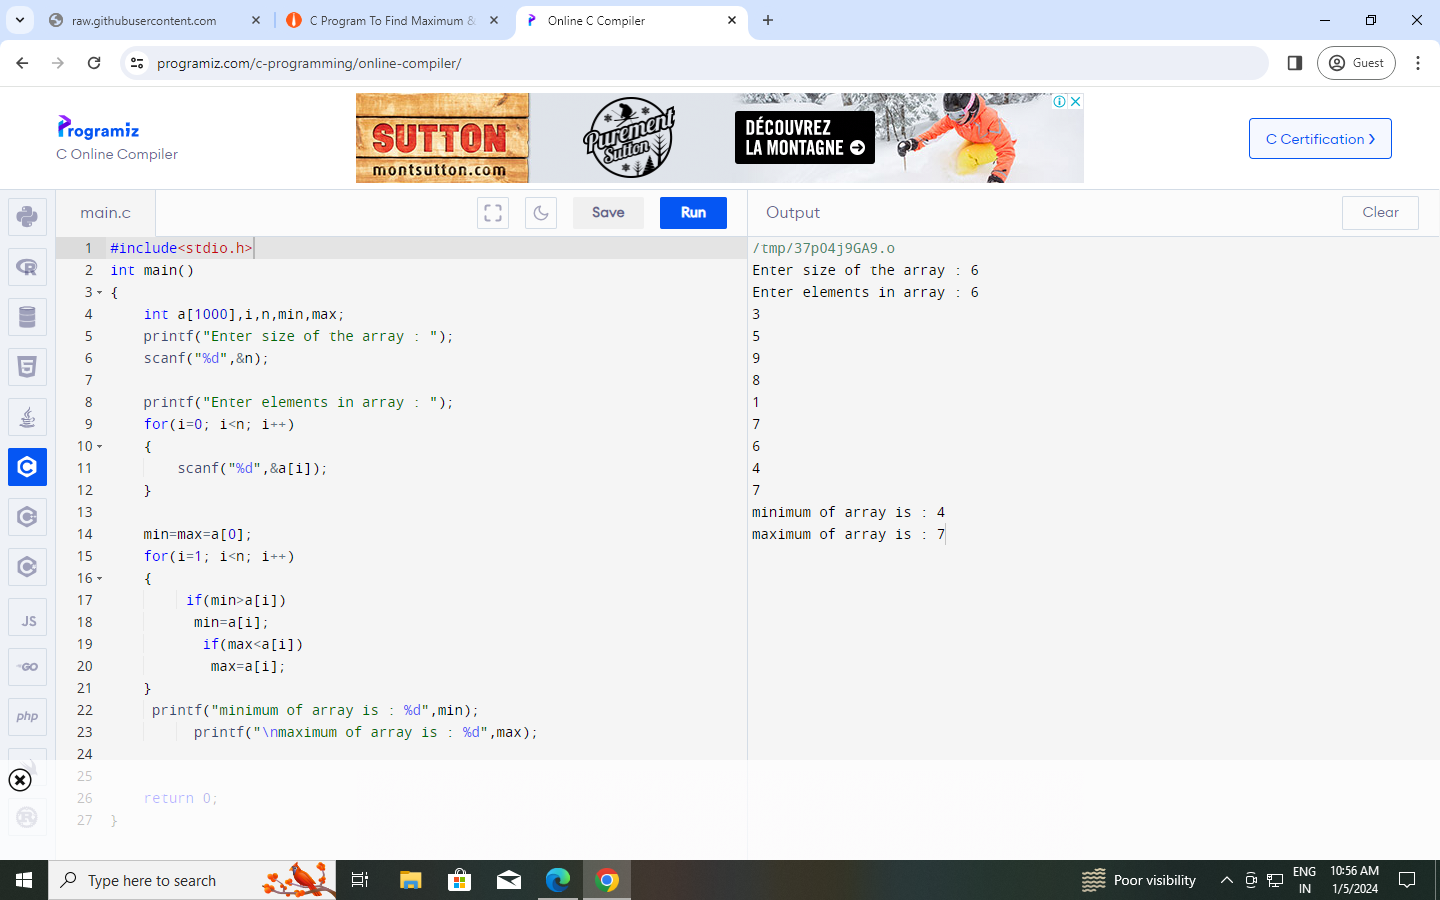 raw.githubusercontent.com
C Program To Find Maximum &
Online C Compiler
programiz.com/c-programming/online-compiler/
Guest
Programiz
C Online Compiler
SUTTON
montsutton.com
Purement
Sutton
DÉCOUVREZ
LA MONTAGNE
C Certification
main.c
Save
Run
Output
Clear
1 #include<stdio.h>
2 int main()
3 {
4 int a[1000],i,n,min,max;
5 printf("Enter size of the array : ");
6 scanf("%d",&n);
7
8 printf("Enter elements in array : ");
9 for(i=0; i<n; i++)
10 {
11 scanf("%d",&a[i]);
12 }
13
14 min=max=a[0];
15 for(i=1; i<n; i++)
16 {
17 if(min>a[i])
18 min=a[i];
19 if(max<a[i])
20 max=a[i];
21 }
22 printf("minimum of array is : %d",min);
23 printf("\nmaximum of array is : %d",max);
24
25
26 return 0;
27 }
/tmp/37pO4j9GA9.o
Enter size of the array : 6
Enter elements in array : 6
3
5
9
8
1
7
6
4
7
minimum of array is : 4
maximum of array is : 7
JS
GO
php
Type here to search
Poor visibility
ENG
IN
10:56 AM
1/5/2024